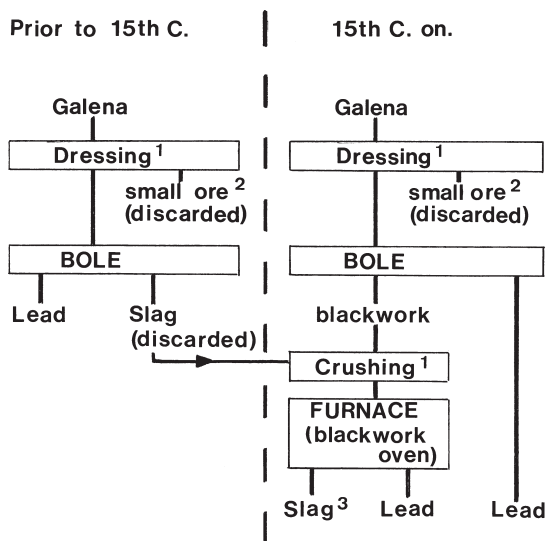 Prior to 15th C.
Galena
Dressing¹
small ore²
(discarded)
BOLE
Lead
Slag
(discarded)
15th C. on.
Galena
Dressing¹
small ore²
(discarded)
BOLE
blackwork
Crushing¹
FURNACE
(blackwork
oven)
Slag³
Lead
Lead